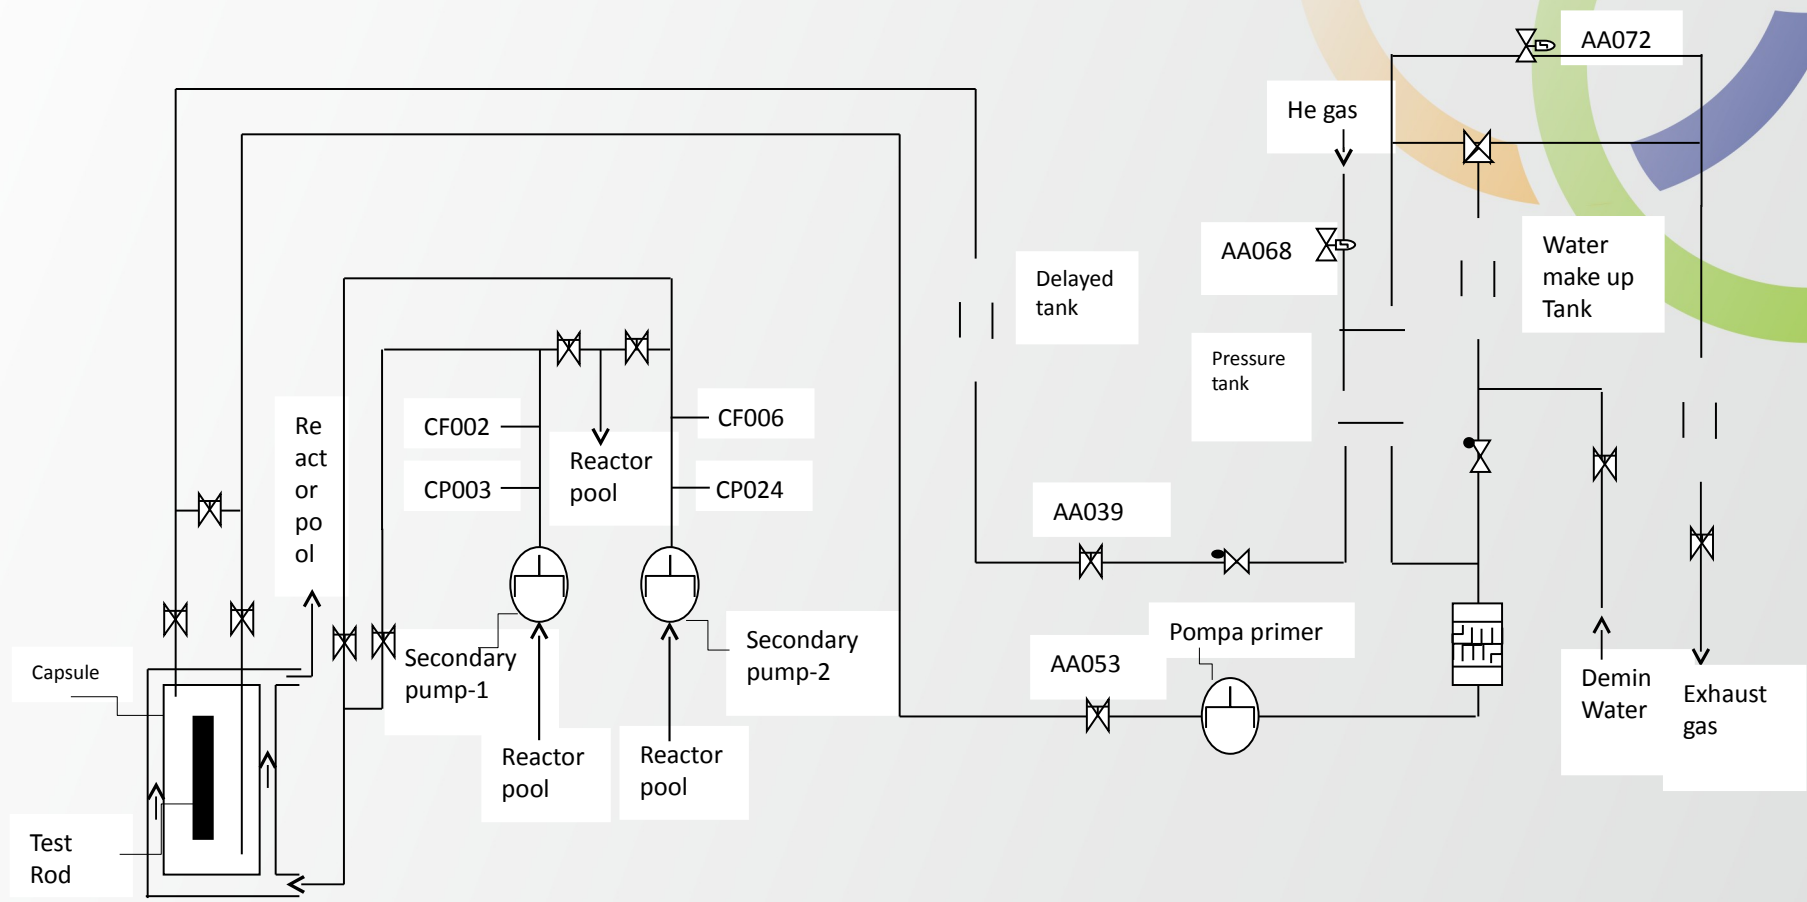 AA072
He gas
AA068
Water
make up
Tank
Delayed
tank
Pressure
tank
Re
act
or
po
ol
CF002
CF006
Reactor
pool
CP003
CP024
AA039
Pompa primer
Secondary
pump-1
Secondary
pump-2
AA053
Capsule
Demin
Water
Exhaust
gas
Reactor
pool
Reactor
pool
Test
Rod